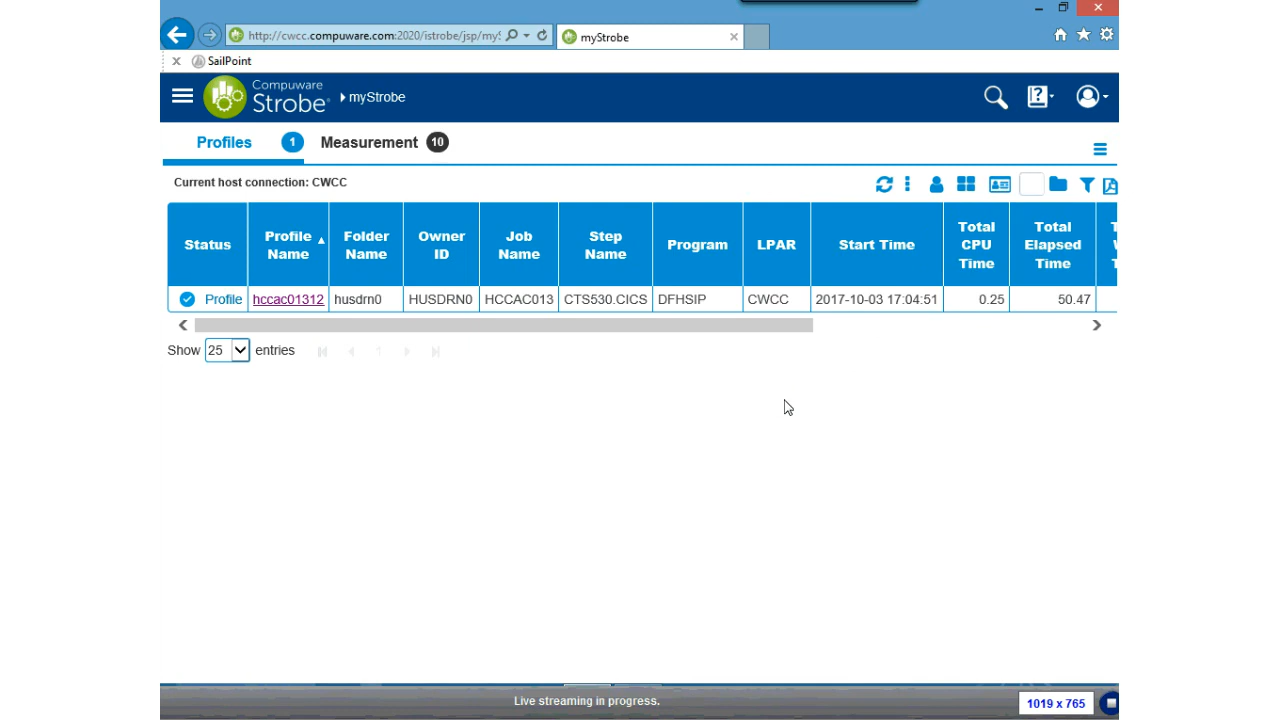 http://cwcc.compuware.com:2020/istrobe/jsp/my
myStrobe
SailPoint
Compuware
Strobe
myStrobe
Profiles 1 Measurement 10
Current host connection: CWCC
Status Profile Name Folder Name Owner ID Job Name Step Name Program LPAR Start Time Total CPU Time Total Elapsed Time
Profile hccac01312 husdrn0 HUSDRN0 HCCAC013 CTS530.CICS DFHSIP CWCC 2017-10-03 17:04:51 0.25 50.47
Show 25 entries 1
Live streaming in progress.
1019 x 765